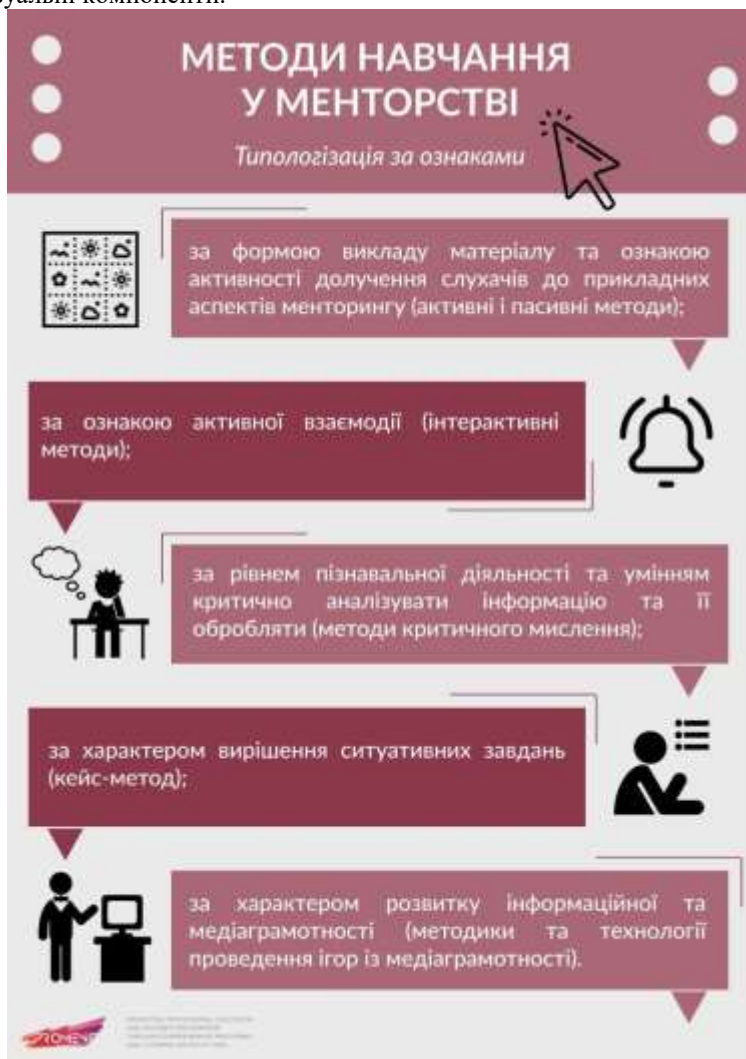 МЕТОДИ НАВЧАННЯ
У МЕНТОРСТВІ
Типологізація за ознаками
за формою викладу матеріалу та ознакою
активності долучення слухачів до прикладних
аспектів менторингу (активні і пасивні методи);
за ознакою активної взаємодії (інтерактивні
методи);
за рівнем пізнавальної діяльності та умінням
критично аналізувати інформацію та її
обробляти (методи критичного мислення);
за характером вирішення ситуативних завдань
(кейс-метод);
за характером розвитку інформаційної та
медіаграмотності (методики та технології
проведення ігор із медіаграмотності).